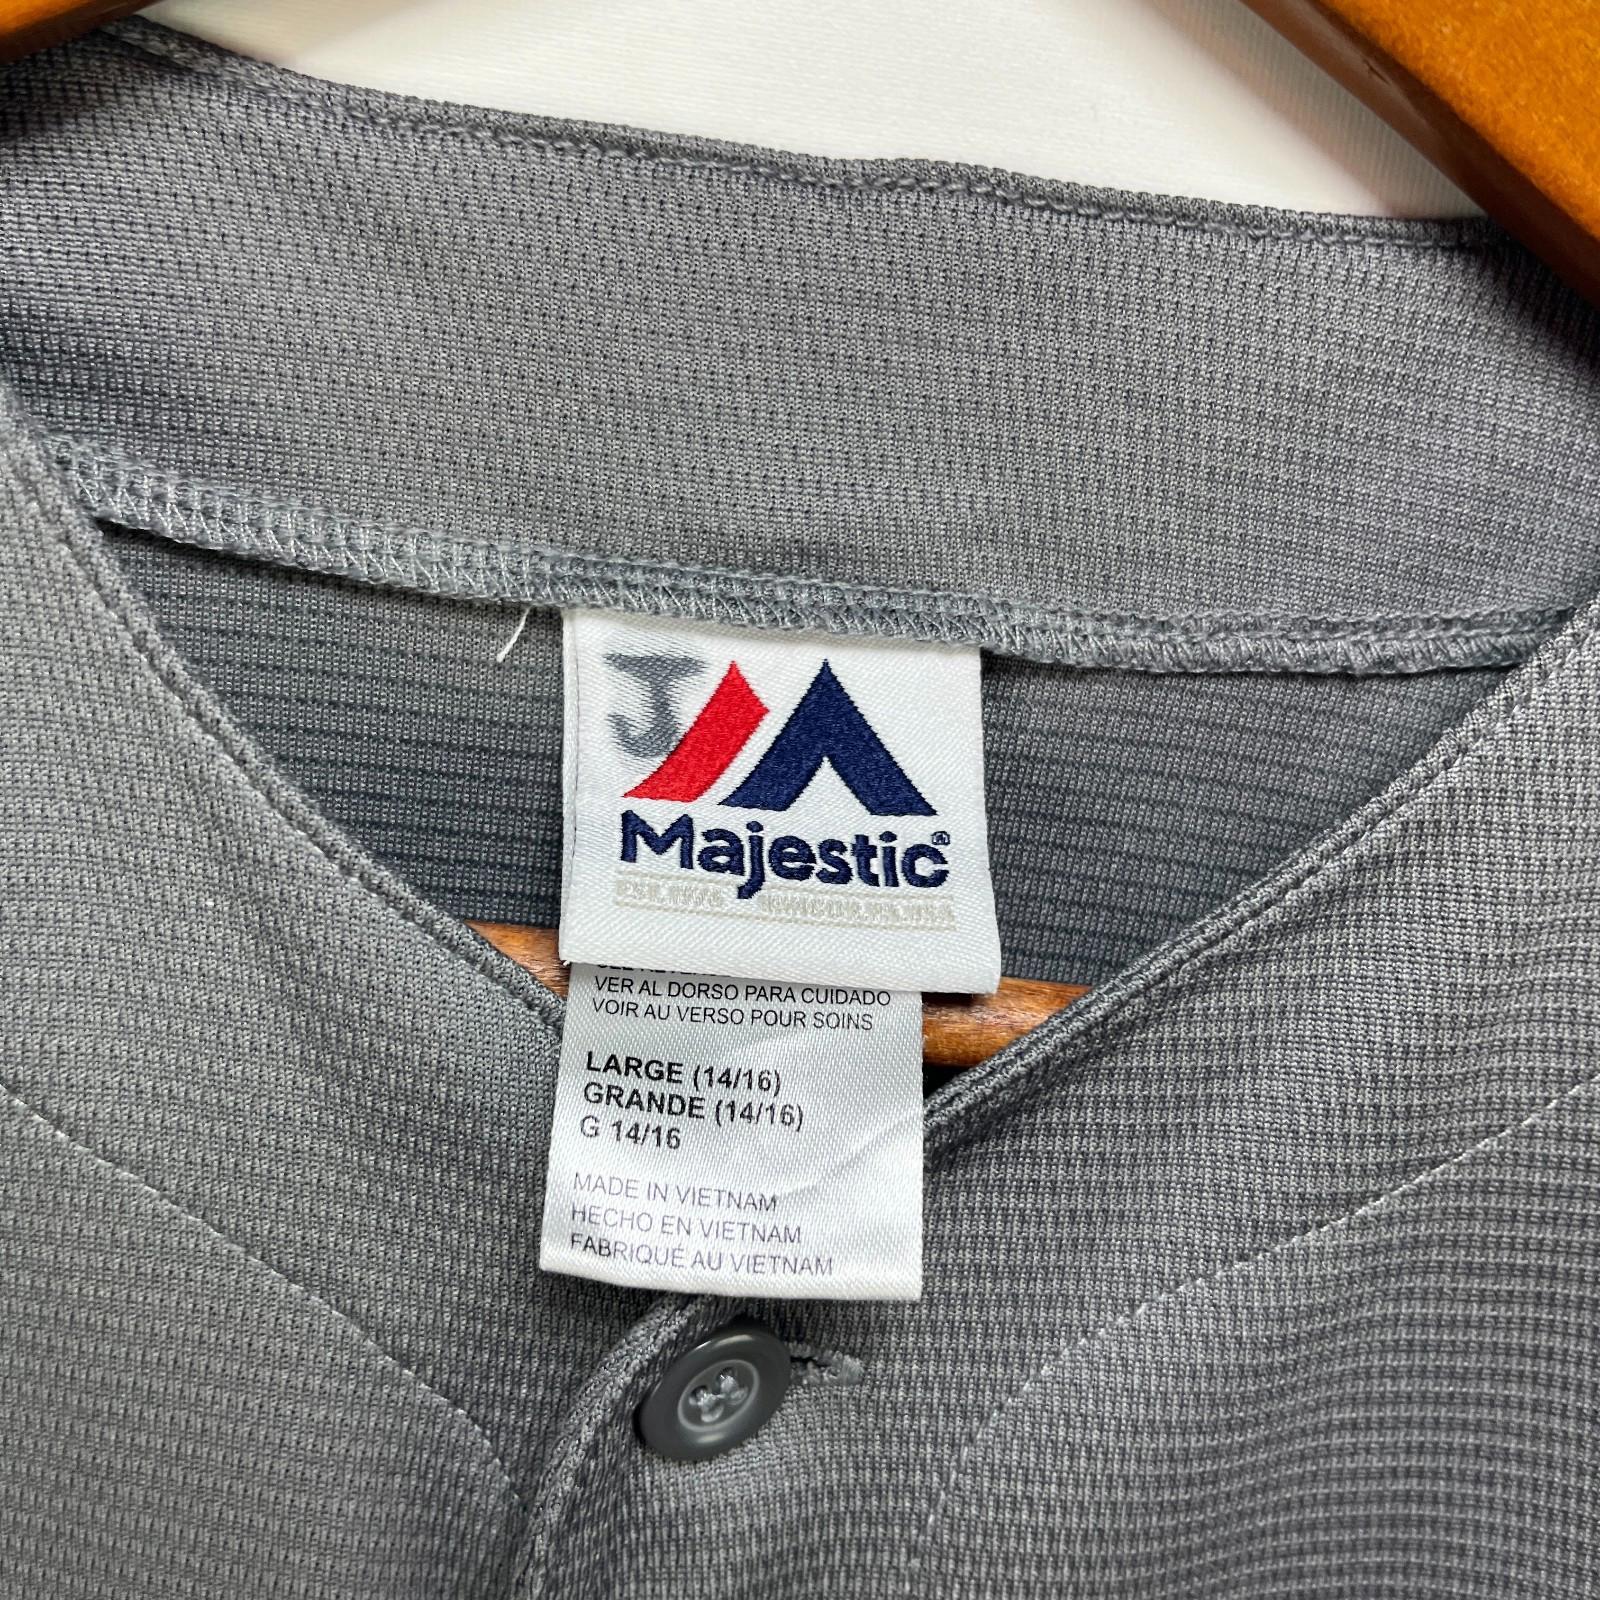 J
Majestic®
VER AL DORSO PARA CUIDADO
VOIR AU VERSO POUR SOINS
LARGE (14/16)
GRANDE (14/16)
G 14/16
MADE IN VIETNAM
HECHO EN VIETNAM
FABRIQUÉ AU VIETNAM